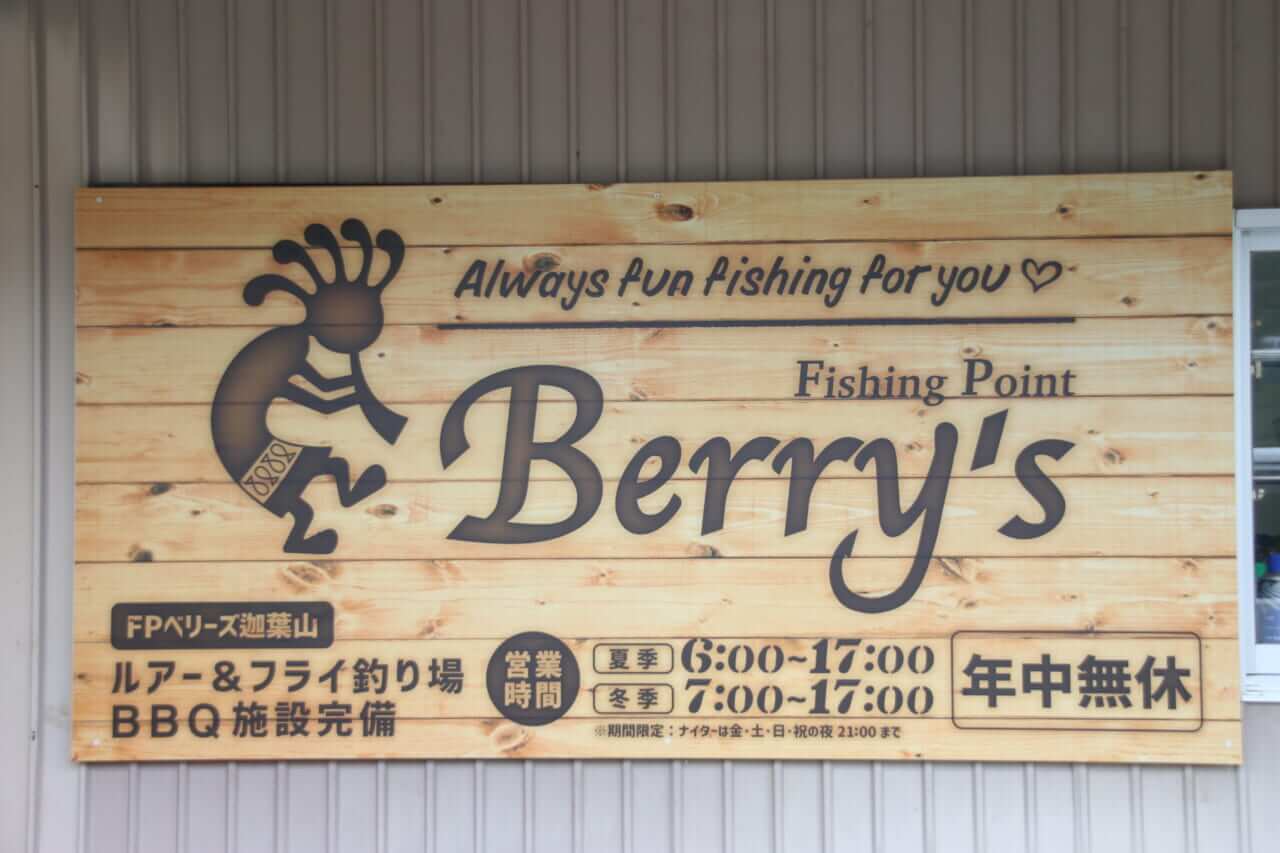 Always fun fishing for you♡
Fishing Point
Berry's
FPベリーズ迦葉山
ルアー&フライ釣り場
BBQ施設完備
営業時間
夏季 6:00~17:00
冬季 7:00~17:00
※期間限定:ナイターは金・土・日・祝の夜 21:00まで
年中無休